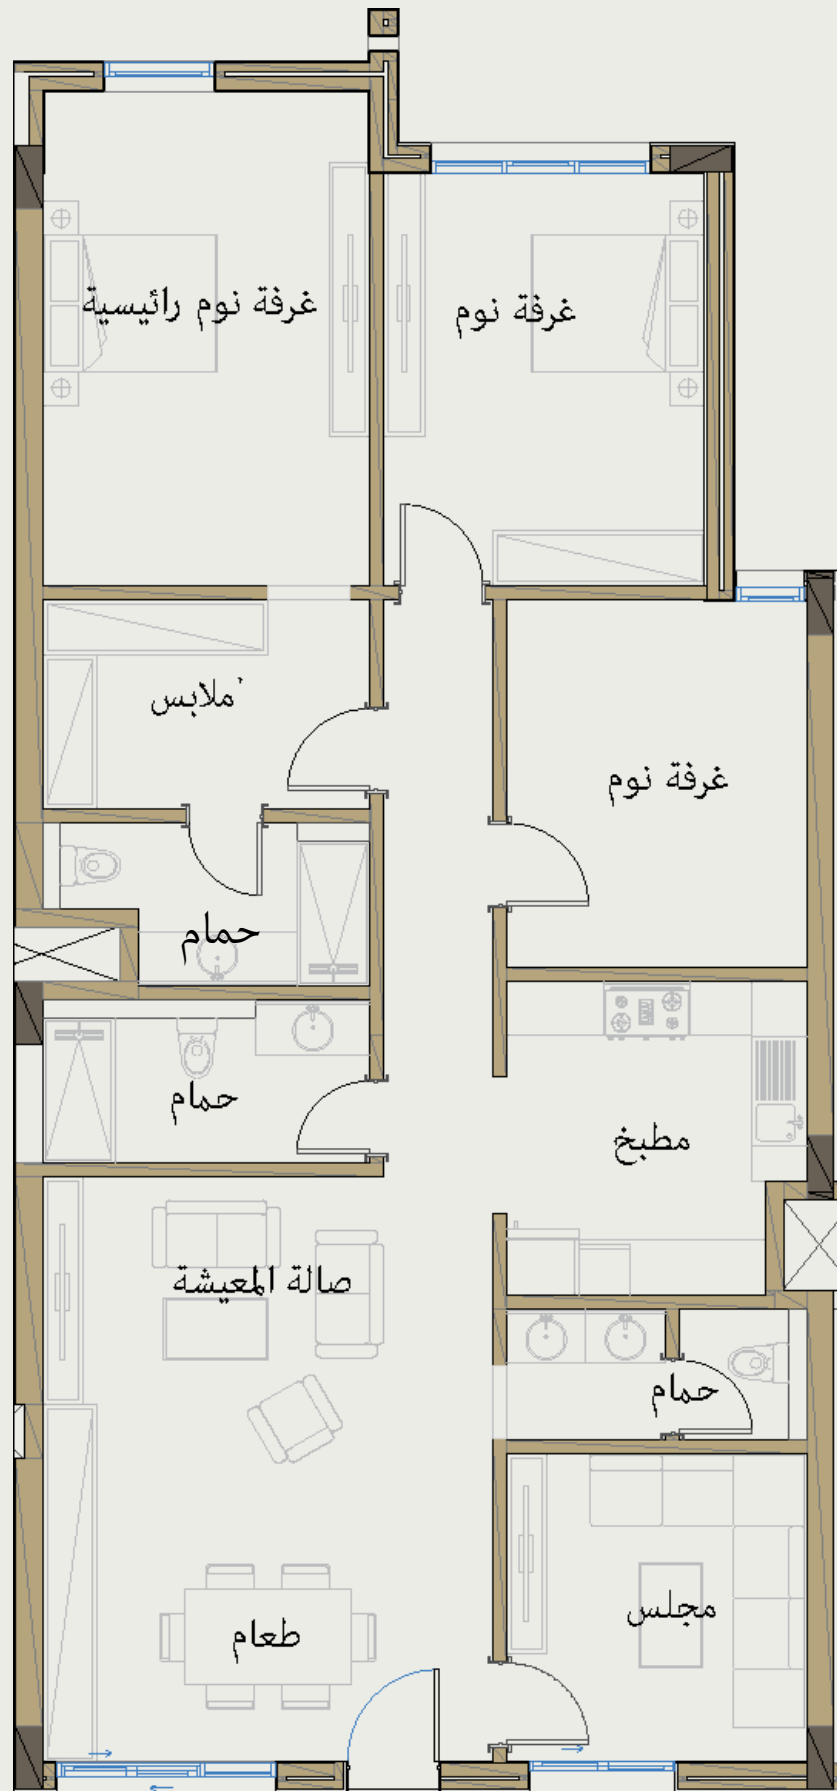 غرفة نوم رائيسية
غرفة نوم
ملابس
غرفة نوم
حمام
حمام
مطبخ
صالة المعيشة
حمام
مجلس
طعام